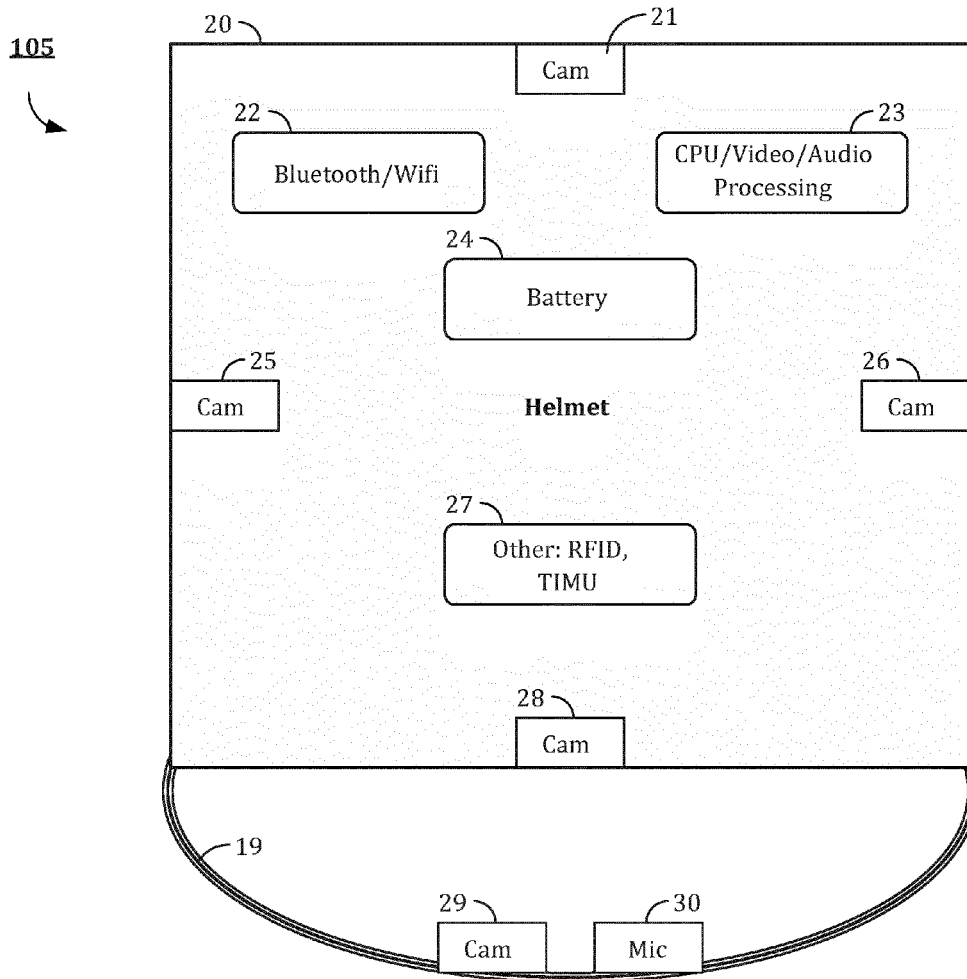 105
20
21
Cam
22
23
Bluetooth/Wifi
CPU/Video/Audio
Processing
24
Battery
25
26
Cam
Helmet
Cam
27
Other: RFID,
TIMU
28
Cam
19
29
30
Cam
Mic